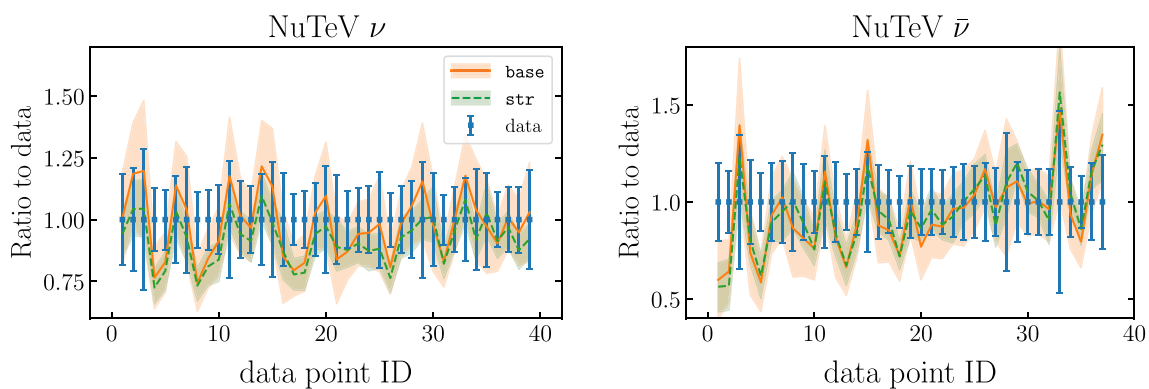 NuTeV ν
Ratio to data
1.50
1.25
1.00
0.75
base
str
data
0 10 20 30 40
data point ID
NuTeV ν̄
Ratio to data
1.5
1.0
0.5
0 10 20 30 40
data point ID